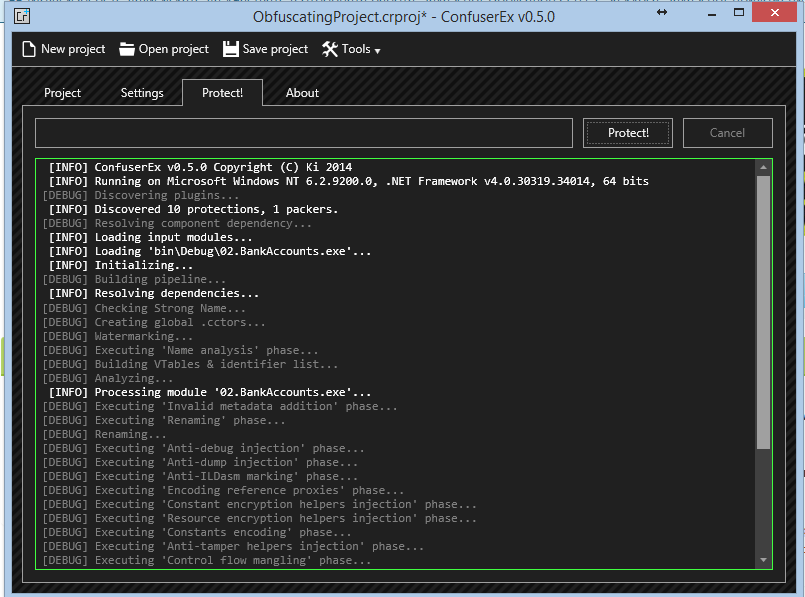 ObfuscatingProject.crproj* - ConfuserEx v0.5.0
New project Open project Save project Tools
Project Settings Protect! About
Protect! Cancel
[INFO] ConfuserEx v0.5.0 Copyright (C) Ki 2014
[INFO] Running on Microsoft Windows NT 6.2.9200.0, .NET Framework v4.0.30319.34014, 64 bits
[DEBUG] Discovering plugins...
[INFO] Discovered 10 protections, 1 packers.
[DEBUG] Resolving component dependency...
[INFO] Loading input modules...
[INFO] Loading 'bin\Debug\02.BankAccounts.exe'...
[INFO] Initializing...
[DEBUG] Building pipeline...
[INFO] Resolving dependencies...
[DEBUG] Checking Strong Name...
[DEBUG] Creating global .cctors...
[DEBUG] Watermarking...
[DEBUG] Executing 'Name analysis' phase...
[DEBUG] Building VTables & identifier list...
[DEBUG] Analyzing...
[INFO] Processing module '02.BankAccounts.exe'...
[DEBUG] Executing 'Invalid metadata addition' phase...
[DEBUG] Executing 'Renaming' phase...
[DEBUG] Renaming...
[DEBUG] Executing 'Anti-debug injection' phase...
[DEBUG] Executing 'Anti-dump injection' phase...
[DEBUG] Executing 'Anti-ILDasm marking' phase...
[DEBUG] Executing 'Encoding reference proxies' phase...
[DEBUG] Executing 'Constant encryption helpers injection' phase...
[DEBUG] Executing 'Resource encryption helpers injection' phase...
[DEBUG] Executing 'Constants encoding' phase...
[DEBUG] Executing 'Anti-tamper helpers injection' phase...
[DEBUG] Executing 'Control flow mangling' phase...